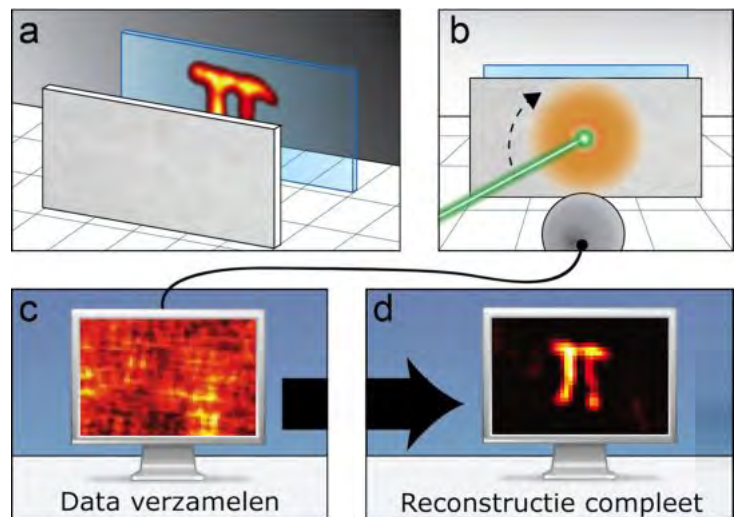 a
π
b
c
Data verzamelen
d
π
Reconstructie compleet